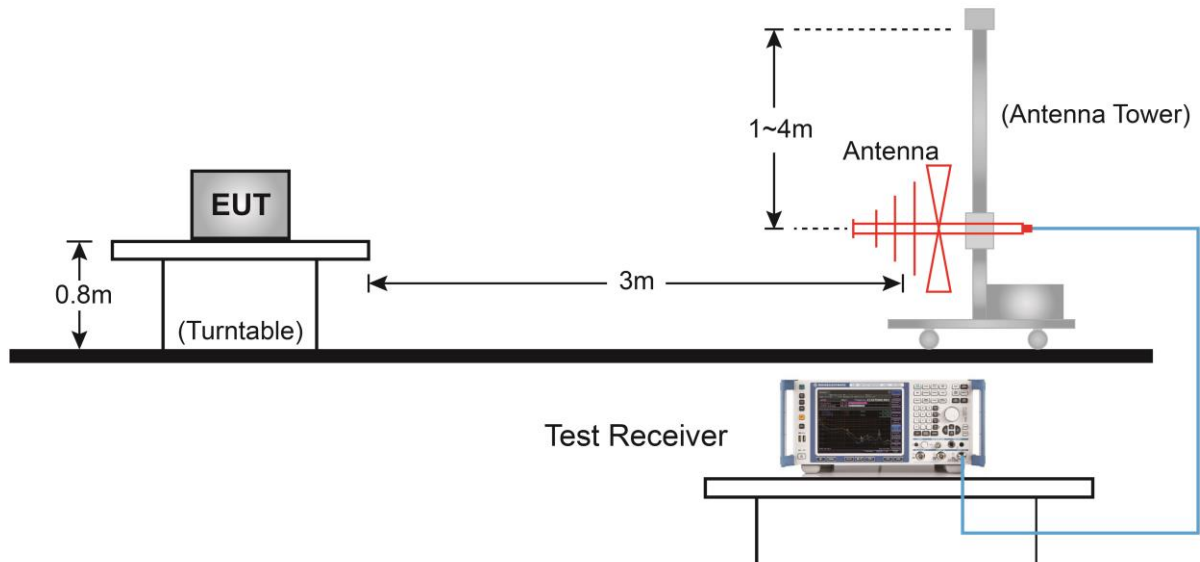 1~4m
(Antenna Tower)
Antenna
EUT
0.8m
3m
(Turntable)
Test Receiver